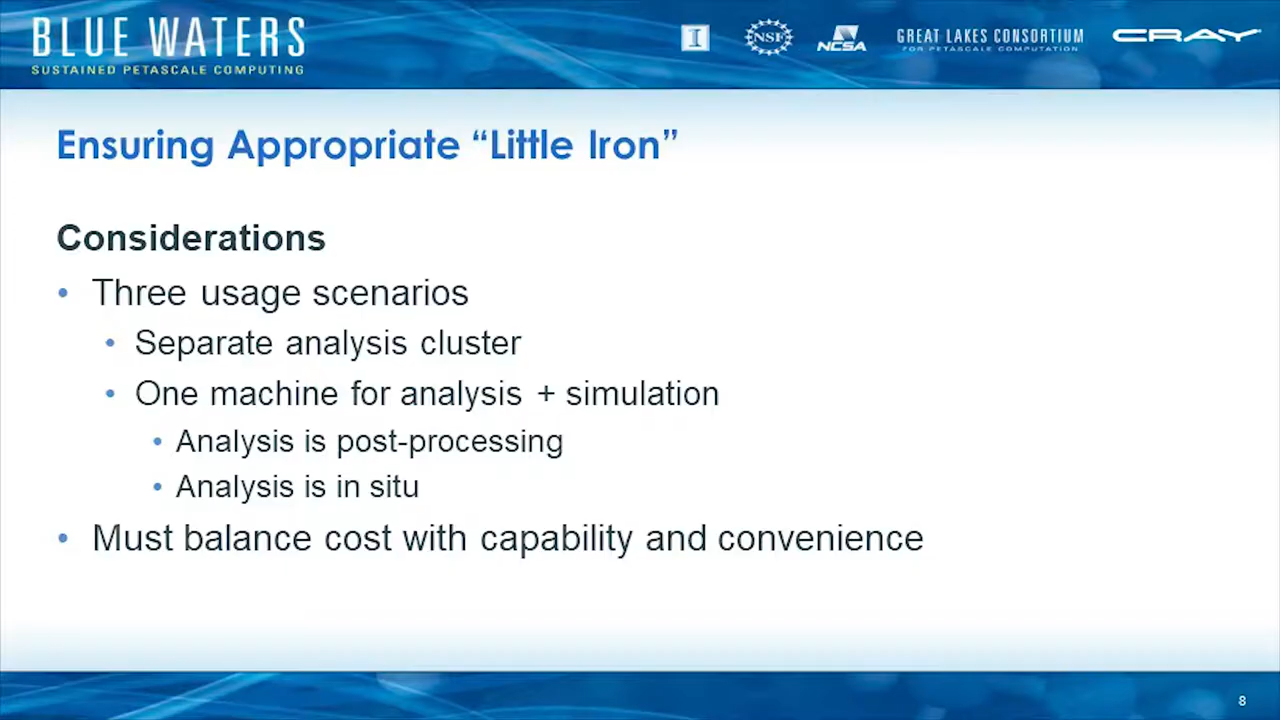 BLUE WATERS
SUSTAINED PETASCALE COMPUTING
I
NSF
NCSA
GREAT LAKES CONSORTIUM
FOR PETASCALE COMPUTATION
CRAY
Ensuring Appropriate “Little Iron”
Considerations
• Three usage scenarios
• Separate analysis cluster
• One machine for analysis + simulation
• Analysis is post-processing
• Analysis is in situ
• Must balance cost with capability and convenience
8